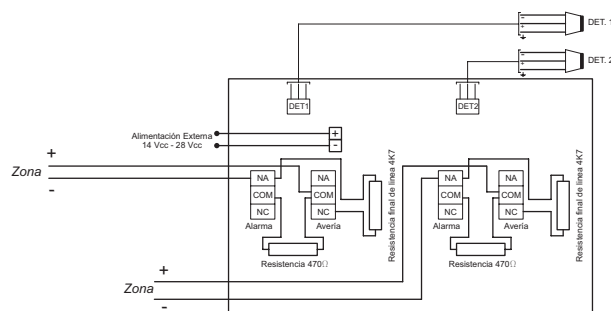 DET. 1
DET. 2
DET1
DET2
Alimentación Externa
14 Vcc - 28 Vcc
+
-
Zona
+
-
NA
COM
NC
Alarma
NA
COM
NC
Avería
Resistencia 470Ω
Resistencia final de línea 4K7
NA
COM
NC
Alarma
NA
COM
NC
Avería
Resistencia 470Ω
Resistencia final de línea 4K7
Zona
+
-